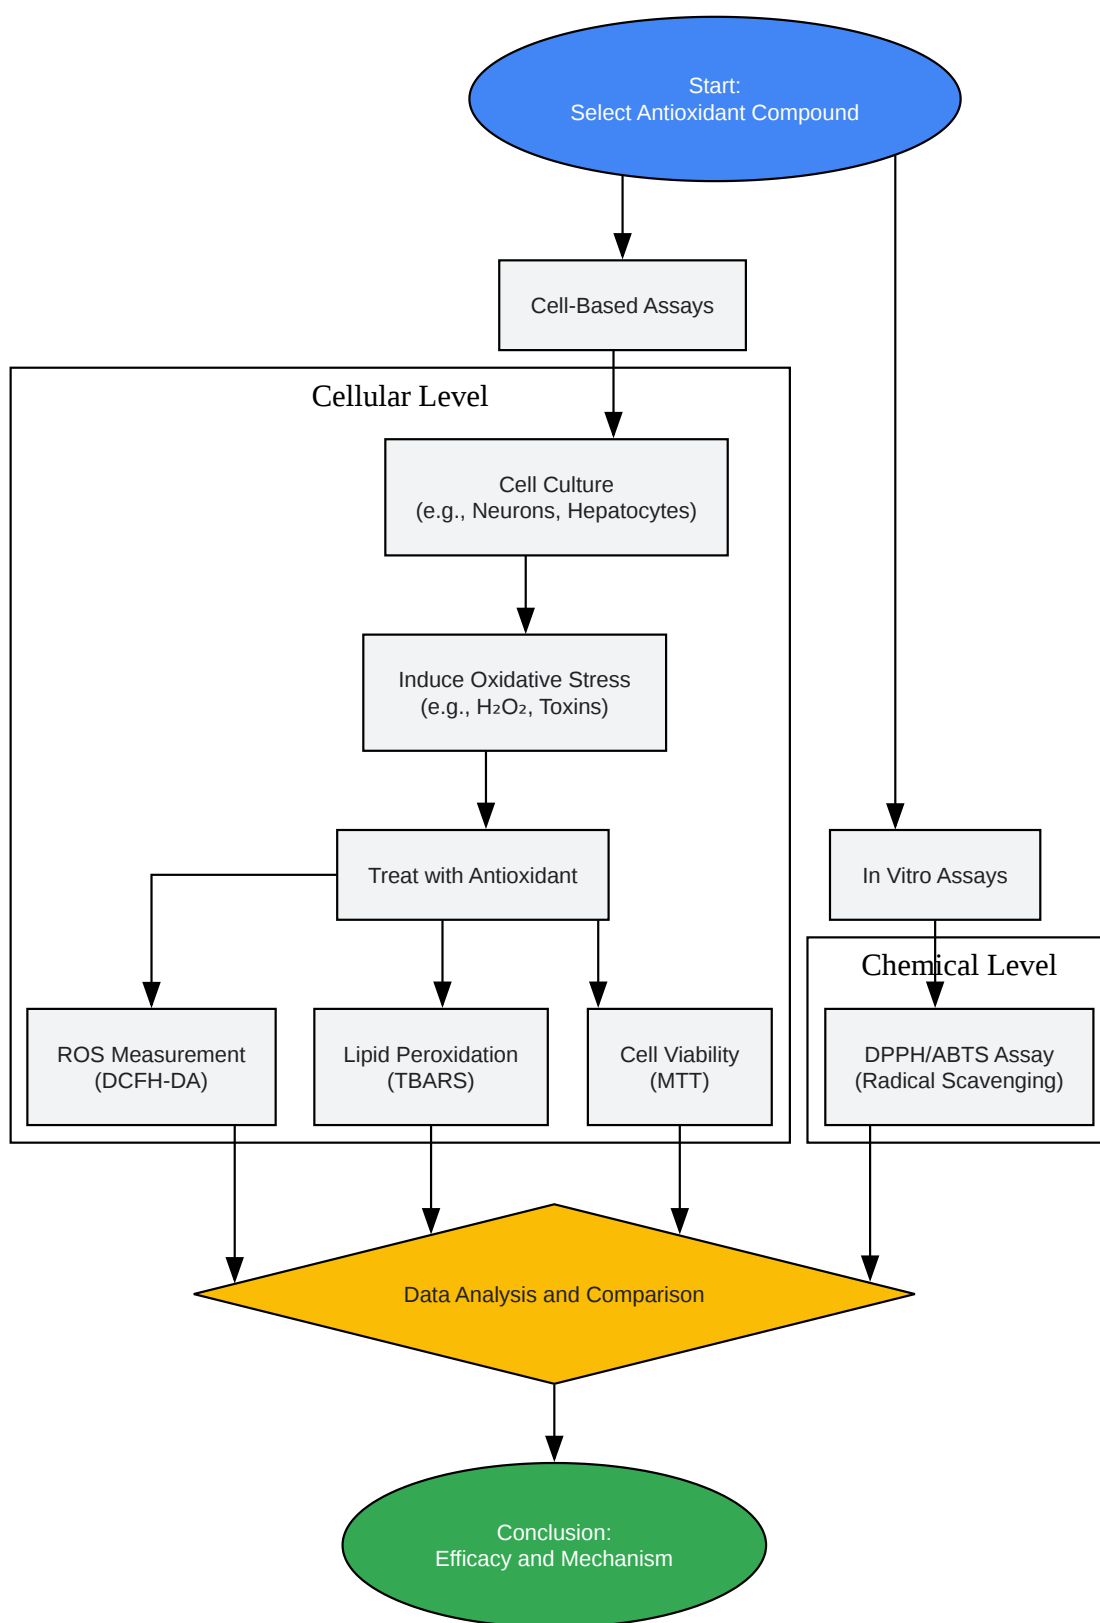 Start:
Select Antioxidant Compound
Cell-Based Assays
Cellular Level
Cell Culture
(e.g., Neurons, Hepatocytes)
Induce Oxidative Stress
(e.g., H₂O₂, Toxins)
Treat with Antioxidant
In Vitro Assays
Chemical Level
ROS Measurement
(DCFH-DA)
Lipid Peroxidation
(TBARS)
Cell Viability
(MTT)
DPPH/ABTS Assay
(Radical Scavenging)
Data Analysis and Comparison
Conclusion:
Efficacy and Mechanism